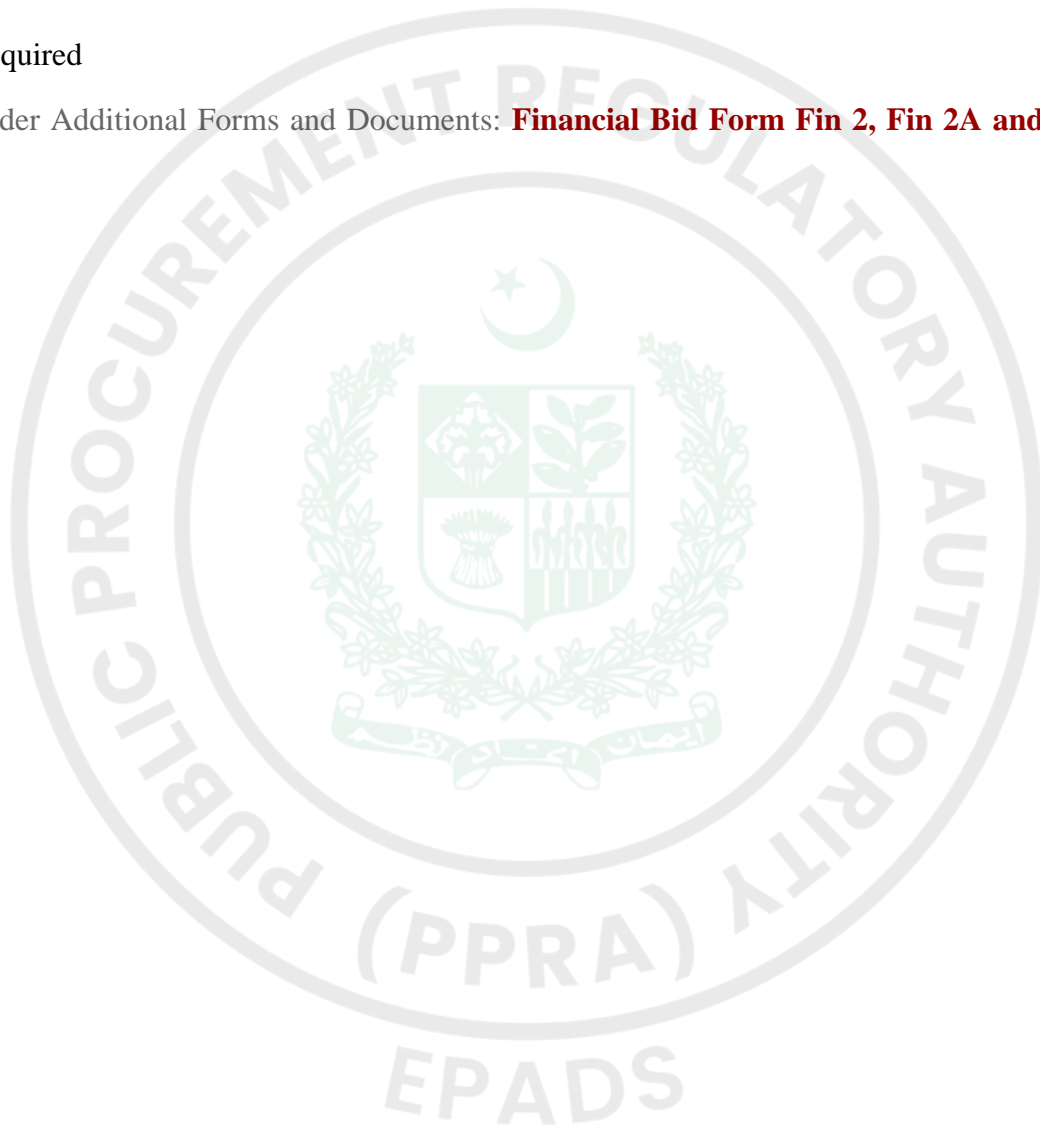 quired
der Additional Forms and Documents: Financial Bid Form Fin 2, Fin 2A and
PUBLIC PROCUREMENT REGULATORY AUTHORITY
(PPRA)
EPADS